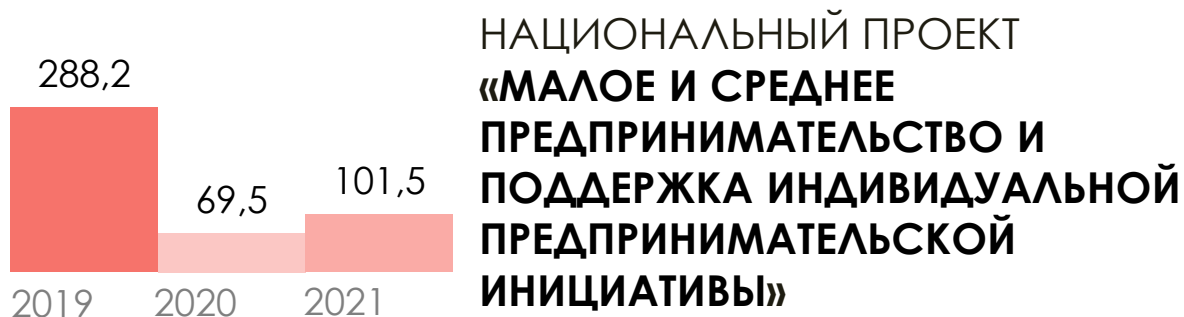 288,2
69,5
101,5
2019
2020
2021
НАЦИОНАЛЬНЫЙ ПРОЕКТ
«МАЛОЕ И СРЕДНЕЕ
ПРЕДПРИНИМАТЕЛЬСТВО И
ПОДДЕРЖКА ИНДИВИДУАЛЬНОЙ
ПРЕДПРИНИМАТЕЛЬСКОЙ
ИНИЦИАТИВЫ»